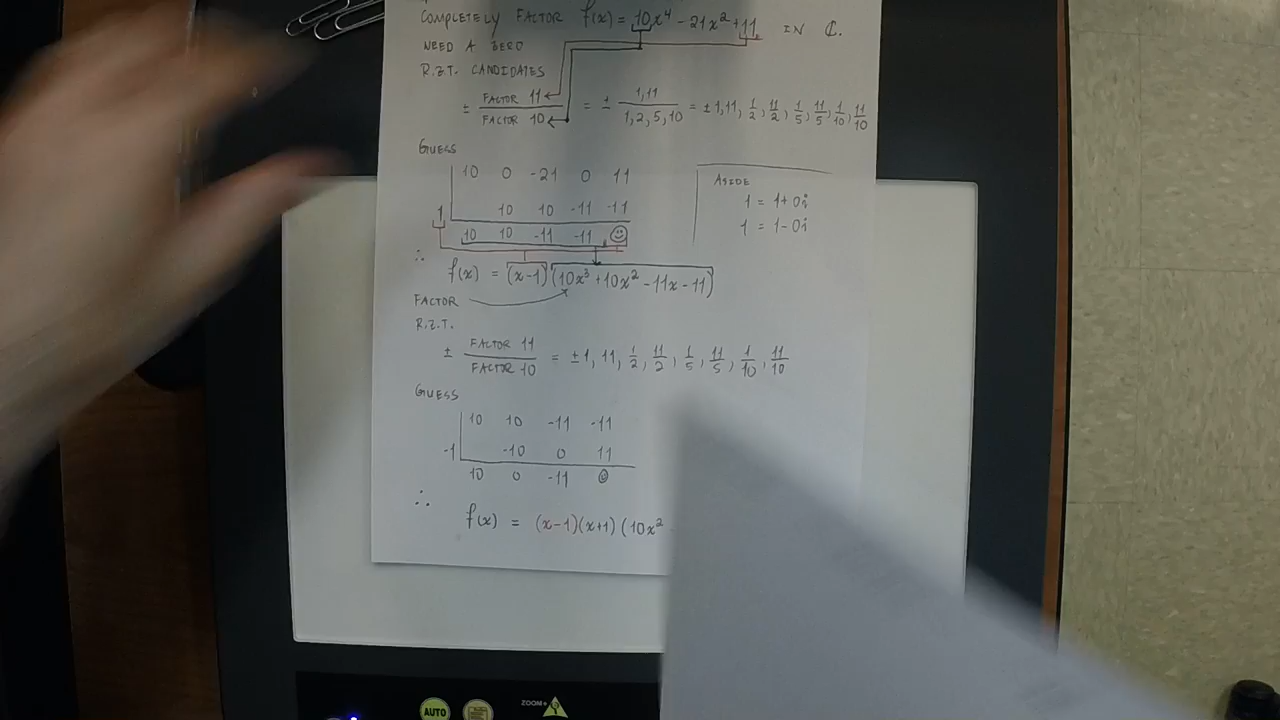 COMPLETELY FACTOR f(x) = 10x⁴ - 21x² + 11 IN ℂ.
NEED A ZERO
R.Z.T. CANDIDATES
± FACTOR 11 / FACTOR 10 = ± 1, 11 / 1, 2, 5, 10 = ± 1, 11, 1/2, 11/2, 1/5, 11/5, 1/10, 11/10
GUESS
10 0 -21 0 11
1 10 10 -11 -11
10 10 -11 -11 ☺
ASIDE
1 = 1+0i
1 = 1-0i
∴ f(x) = (x-1)(10x³ + 10x² - 11x - 11)
FACTOR
R.Z.T.
± FACTOR 11 / FACTOR 10 = ± 1, 11, 1/2, 11/2, 1/5, 11/5, 1/10, 11/10
GUESS
10 10 -11 -11
-1 -10 0 11
10 0 -11 ☺
∴ f(x) = (x-1)(x+1)(10x²
AUTO
ZOOM+